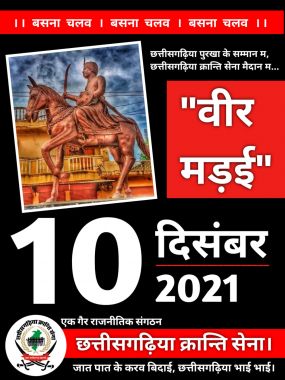 ।। बसना चलव । बसना चलव । बसना चलव ।।
छत्तीसगढ़िया पुरखा के सम्मान म,
छत्तीसगढ़िया क्रान्ति सेना मैदान म...
"वीर
मड़ई"
10 दिसंबर
2021
एक गैर राजनीतिक संगठन
छत्तीसगढ़िया क्रान्ति सेना।
जात पात के करव बिदाई, छत्तीसगढ़िया भाई भाई।